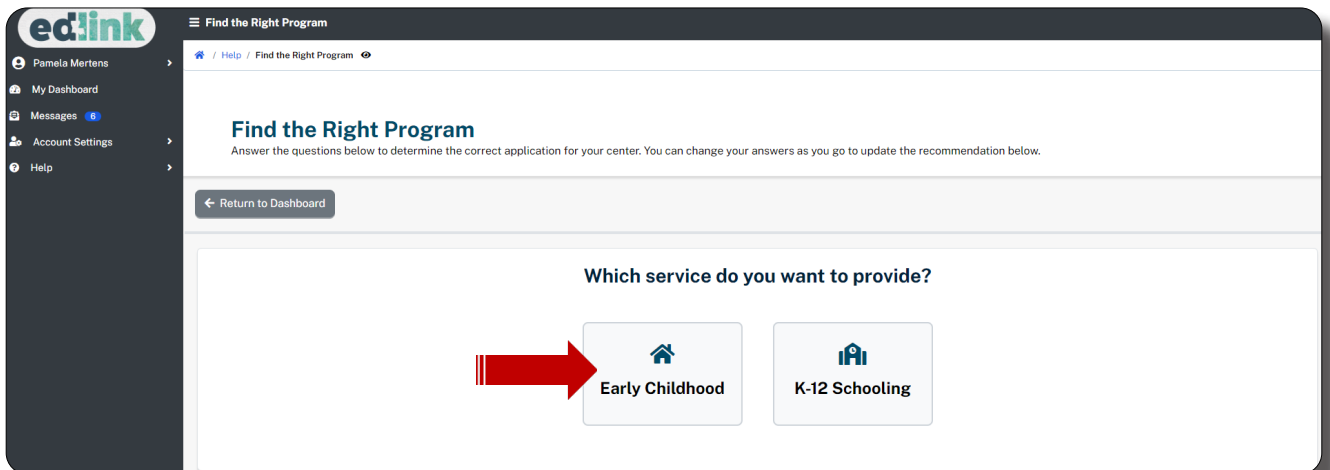 ed:link
Find the Right Program
Pamela Mertens
My Dashboard
Messages 6
Account Settings
Help
/ Help / Find the Right Program
Find the Right Program
Answer the questions below to determine the correct application for your center. You can change your answers as you go to update the recommendation below.
Return to Dashboard
Which service do you want to provide?
Early Childhood
K-12 Schooling